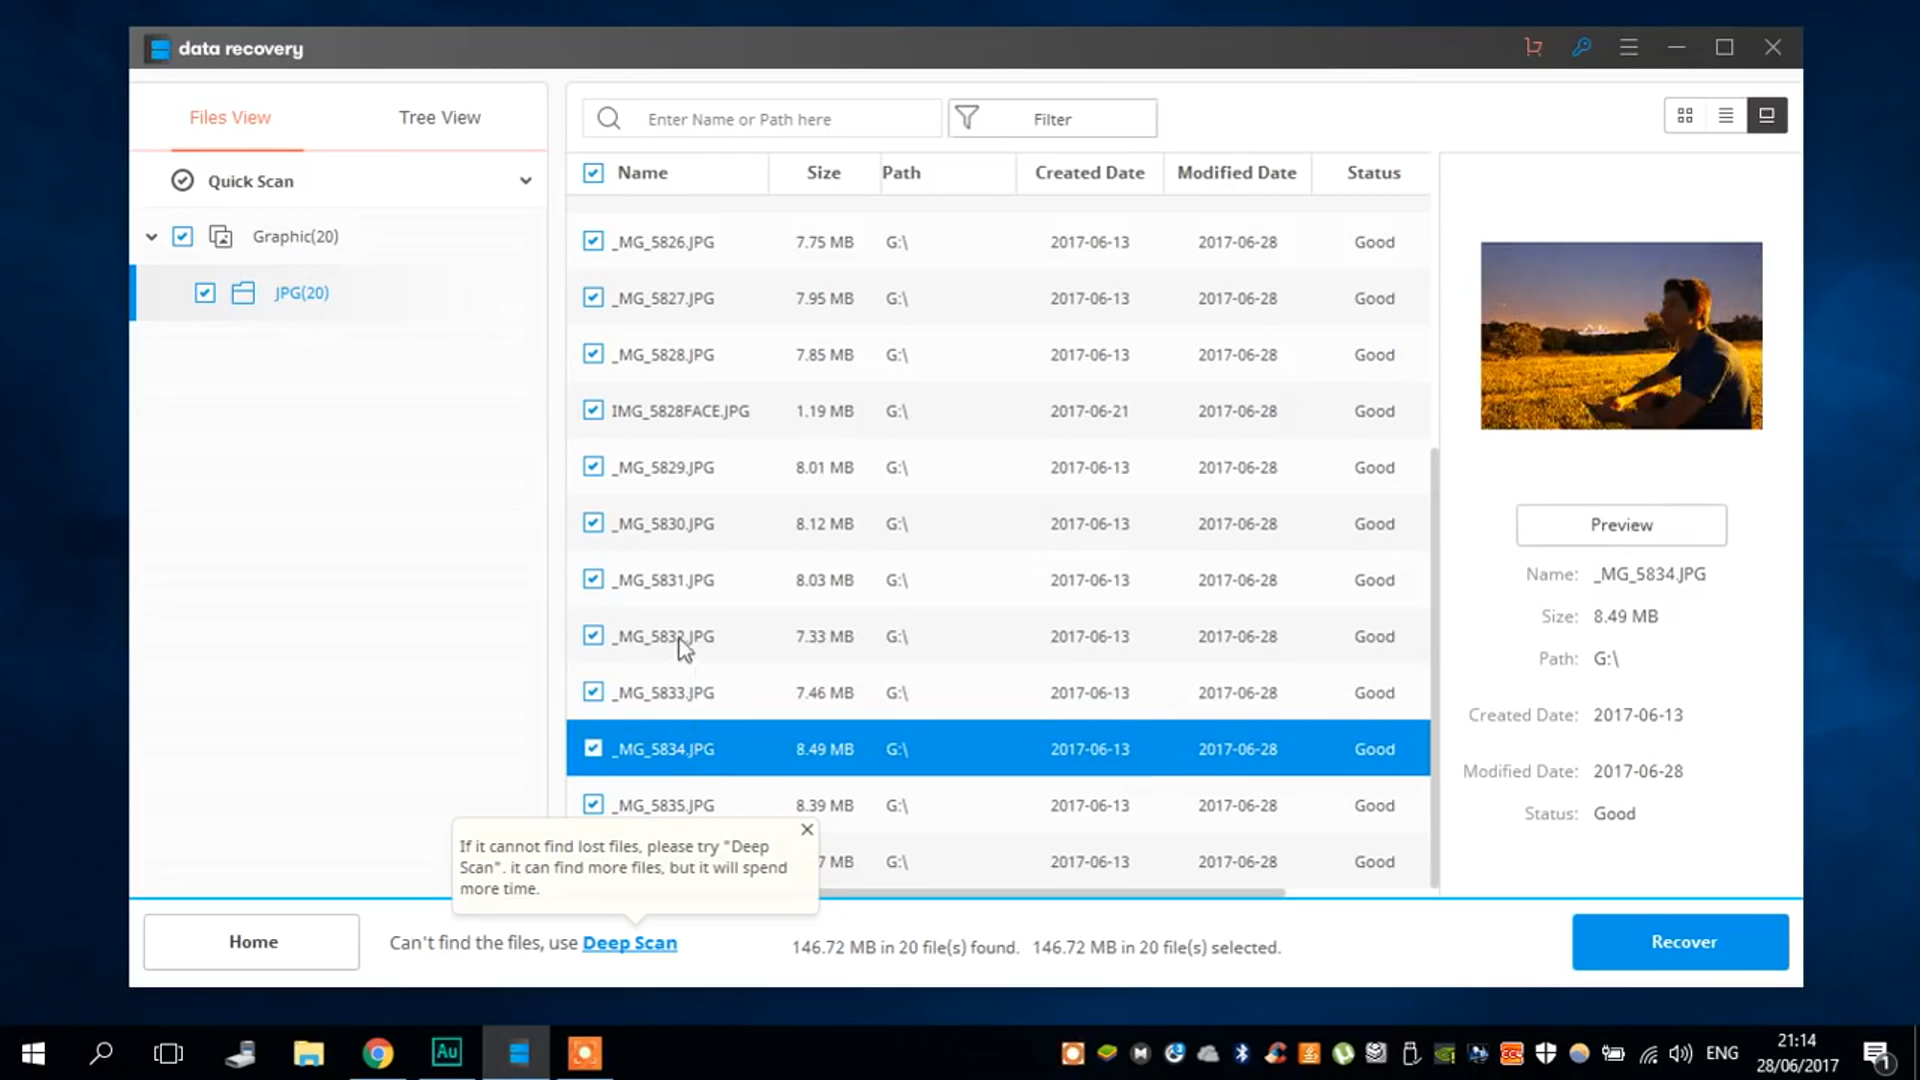 data recovery
Files View
Tree View
Enter Name or Path here
Filter
Quick Scan
Graphic(20)
JPG(20)
Name Size Path Created Date Modified Date Status
_MG_5826.JPG 7.75 MB G:\ 2017-06-13 2017-06-28 Good
_MG_5827.JPG 7.95 MB G:\ 2017-06-13 2017-06-28 Good
_MG_5828.JPG 7.85 MB G:\ 2017-06-13 2017-06-28 Good
IMG_5828FACE.JPG 1.19 MB G:\ 2017-06-21 2017-06-28 Good
_MG_5829.JPG 8.01 MB G:\ 2017-06-13 2017-06-28 Good
_MG_5830.JPG 8.12 MB G:\ 2017-06-13 2017-06-28 Good
_MG_5831.JPG 8.03 MB G:\ 2017-06-13 2017-06-28 Good
_MG_5832.JPG 7.33 MB G:\ 2017-06-13 2017-06-28 Good
_MG_5833.JPG 7.46 MB G:\ 2017-06-13 2017-06-28 Good
_MG_5834.JPG 8.49 MB G:\ 2017-06-13 2017-06-28 Good
_MG_5835.JPG 8.39 MB G:\ 2017-06-13 2017-06-28 Good
7 MB G:\ 2017-06-13 2017-06-28 Good
If it cannot find lost files, please try "Deep
Scan". it can find more files, but it will spend
more time.
Preview
Name: _MG_5834.JPG
Size: 8.49 MB
Path: G:\
Created Date: 2017-06-13
Modified Date: 2017-06-28
Status: Good
Home
Can't find the files, use Deep Scan
146.72 MB in 20 file(s) found. 146.72 MB in 20 file(s) selected.
Recover
Au
ENG
21:14
28/06/2017
1